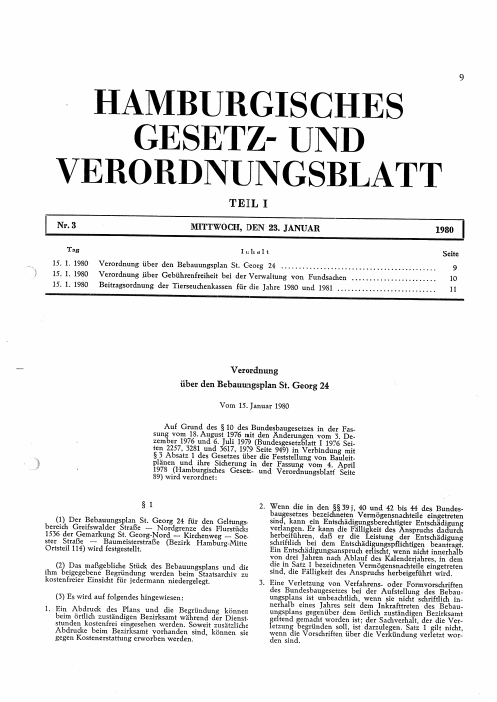 9
HAMBURGISCHES
GESETZ- UND
VERORDNUNGSBLATT
TEIL I
Nr. 3 MITTWOCH, DEN 23. JANUAR 1980
Tag Inhalt Seite
15. 1. 1980 Verordnung über den Bebauungsplan St. Georg 24 ........................................ 9
15. 1. 1980 Verordnung über Gebührenfreiheit bei der Verwaltung von Fundsachen ...................... 10
15. 1. 1980 Beitragsordnung der Tierseuchenkassen für die Jahre 1980 und 1981 ......................... 11
Verordnung
über den Bebauungsplan St. Georg 24
Vom 15. Januar 1980
Auf Grund des § 10 des Bundesbaugesetzes in der Fas-
sung vom 18. August 1976 mit den Änderungen vom 3. De-
zember 1976 und 6. Juli 1979 (Bundesgesetzblatt I 1976 Sei-
ten 2257, 3281 und 3617, 1979 Seite 949) in Verbindung mit
§ 3 Absatz 1 des Gesetzes über die Feststellung von Bauleit-
plänen und ihre Sicherung in der Fassung vom 4. April
1978 (Hamburgisches Gesetz- und Verordnungsblatt Seite
89) wird verordnet:
§ 1
(1) Der Bebauungsplan St. Georg 24 für den Geltungs-
bereich Greifswalder Straße — Nordgrenze des Flurstücks
1536 der Gemarkung St. Georg-Nord — Kirchenweg — Soe-
ster Straße — Baumeisterstraße (Bezirk Hamburg-Mitte
Ortsteil 114) wird festgestellt.
(2) Das maßgebliche Stück des Bebauungsplans und die
ihm beigegebene Begründung werden beim Staatsarchiv zu
kostenfreier Einsicht für jedermann niedergelegt.
(3) Es wird auf folgendes hingewiesen:
1. Ein Abdruck des Plans und die Begründung können
beim örtlich zuständigen Bezirksamt während der Dienst-
stunden kostenfrei eingesehen werden. Soweit zusätzliche
Abdrucke beim Bezirksamt vorhanden sind, können sie
gegen Kostenerstattung erworben werden.
2. Wenn die in den §§ 39 j, 40 und 42 bis 44 des Bundes-
baugesetzes bezeichneten Vermögensnachteile eingetreten
sind, kann ein Entschädigungsberechtigter Entschädigung
verlangen. Er kann die Fälligkeit des Anspruchs dadurch
herbeiführen, daß er die Leistung der Entschädigung
schriftlich bei dem Entschädigungspflichtigen beantragt.
Ein Entschädigungsanspruch erlischt, wenn nicht innerhalb
von drei Jahren nach Ablauf des Kalenderjahres, in dem
die in Satz 1 bezeichneten Vermögensnachteile eingetreten
sind, die Fälligkeit des Anspruchs herbeigeführt wird.
3. Eine Verletzung von Verfahrens- oder Formvorschriften
des Bundesbaugesetzes bei der Aufstellung des Bebau-
ungsplans ist unbeachtlich, wenn sie nicht schriftlich in-
nerhalb eines Jahres seit dem Inkrafttreten des Bebau-
ungsplans gegenüber dem örtlich zuständigen Bezirksamt
geltend gemacht worden ist; der Sachverhalt, der die Ver-
letzung begründen soll, ist darzulegen. Satz 1 gilt nicht,
wenn die Vorschriften über die Verkündung verletzt wor-
den sind.